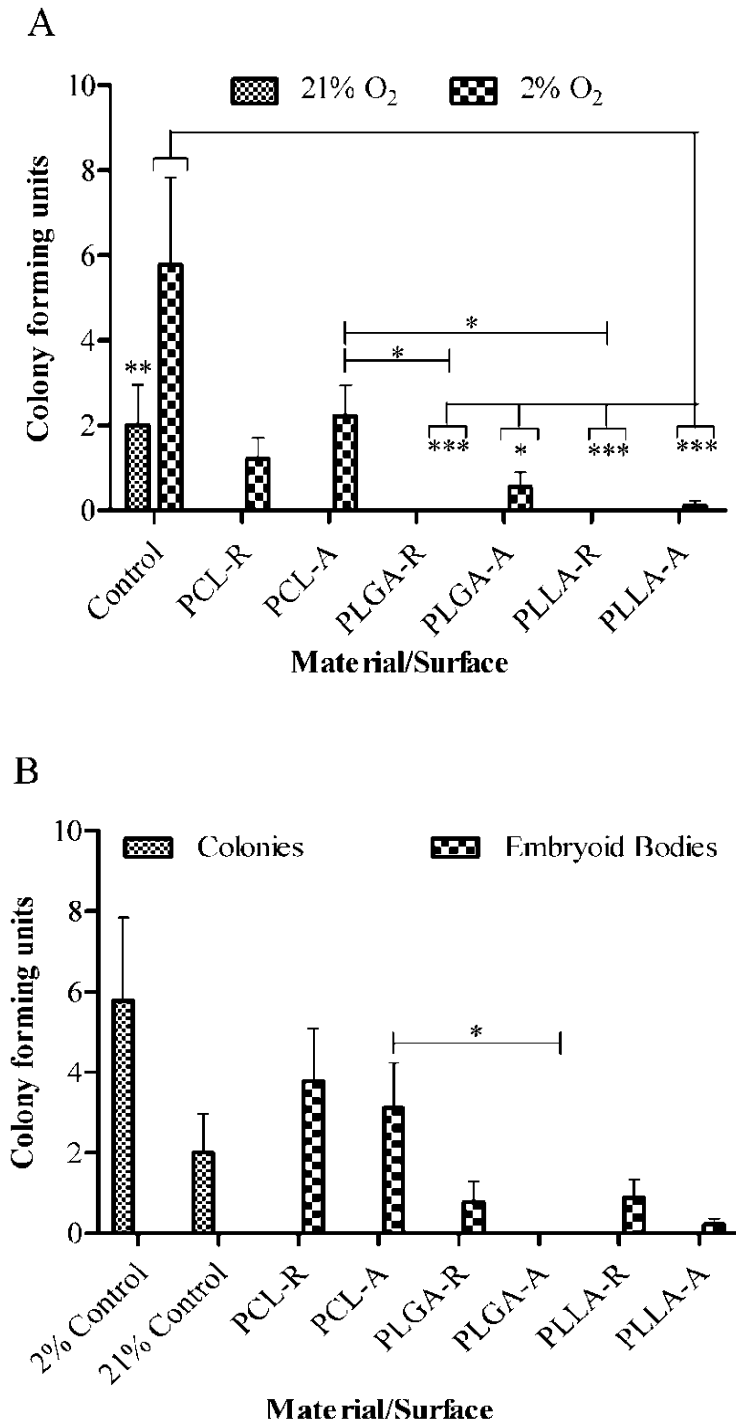 A
10
21% O₂
2% O₂
8
6
4
2
0
Colony forming units
*
*
**
***
*
***
***
Control
PCL-R
PCL-A
PLGA-R
PLGA-A
PLLA-R
PLLA-A
Material/Surface
B
10
Colonies
Embryoid Bodies
8
6
4
2
0
Colony forming units
*
2% Control
21% Control
PCL-R
PCL-A
PLGA-R
PLGA-A
PLLA-R
PLLA-A
Material/Surface